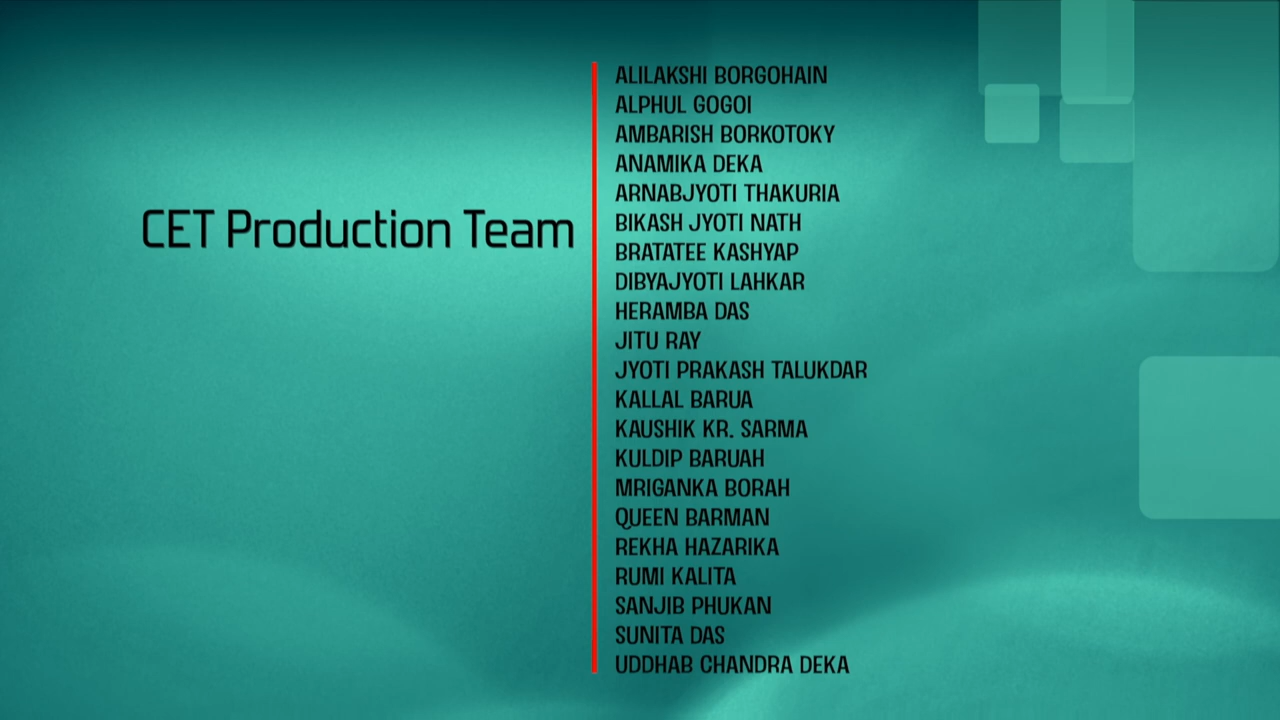 CET Production Team
ALILAKSHI BORGOHAIN
ALPHUL GOGOI
AMBARISH BORKOTOKY
ANAMIKA DEKA
ARNABJYOTI THAKURIA
BIKASH JYOTI NATH
BRATATEE KASHYAP
DIBYAJYOTI LAHKAR
HERAMBA DAS
JITU RAY
JYOTI PRAKASH TALUKDAR
KALLAL BARUA
KAUSHIK KR. SARMA
KULDIP BARUAH
MRIGANKA BORAH
QUEEN BARMAN
REKHA HAZARIKA
RUMI KALITA
SANJIB PHUKAN
SUNITA DAS
UDDHAB CHANDRA DEKA